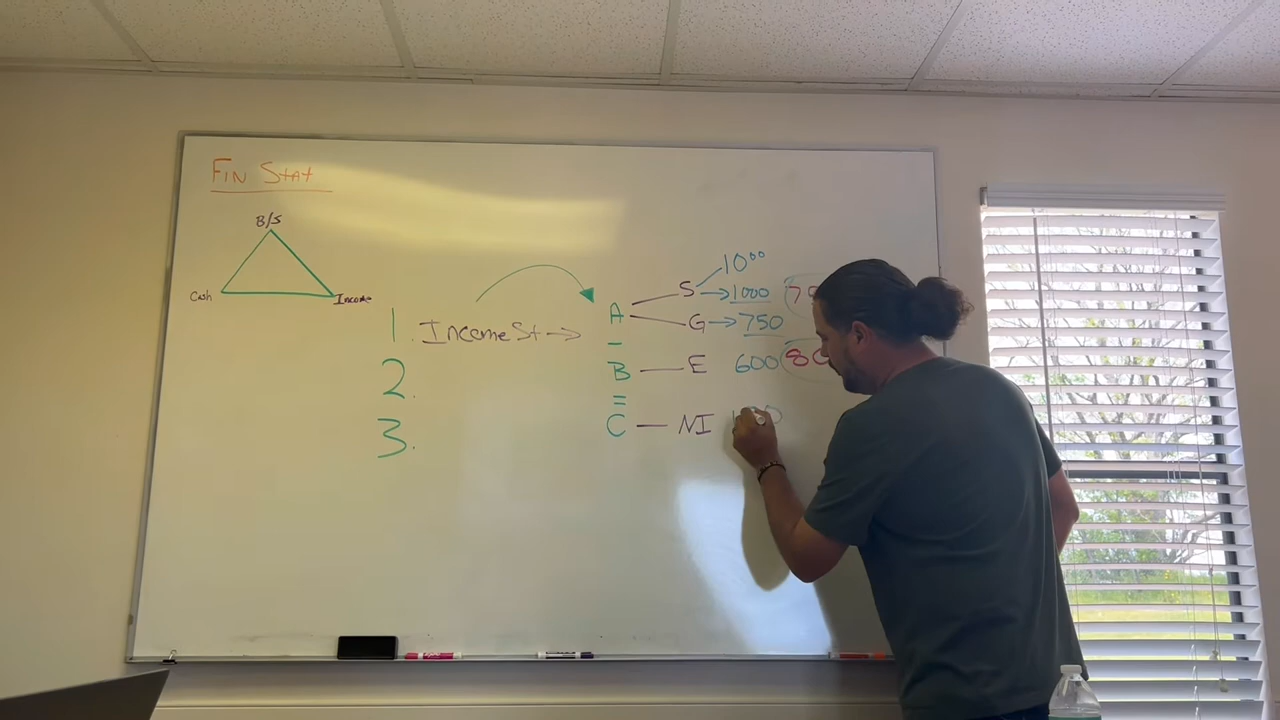 FIN Stat
B/S
Cash
Income
1. Income St →
2.
3.
10⁰⁰
A S → 1000
G → 750
—
B — E 600
=
C — NI